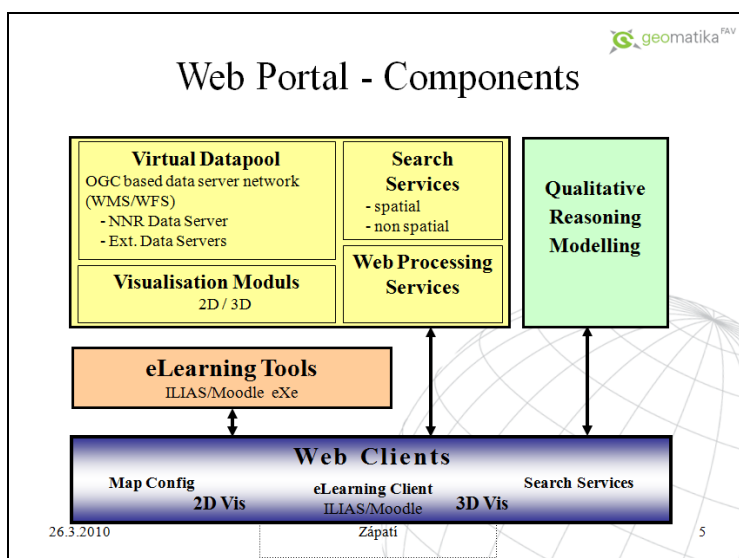 geomatika FAV
Web Portal - Components
Virtual Datapool
OGC based data server network
(WMS/WFS)
- NNR Data Server
- Ext. Data Servers
Visualisation Moduls
2D / 3D
Search
Services
- spatial
- non spatial
Web Processing
Services
Qualitative
Reasoning
Modelling
eLearning Tools
ILIAS/Moodle eXe
Web Clients
Map Config
2D Vis
eLearning Client
ILIAS/Moodle
3D Vis
Search Services
26.3.2010
Zápatí
5